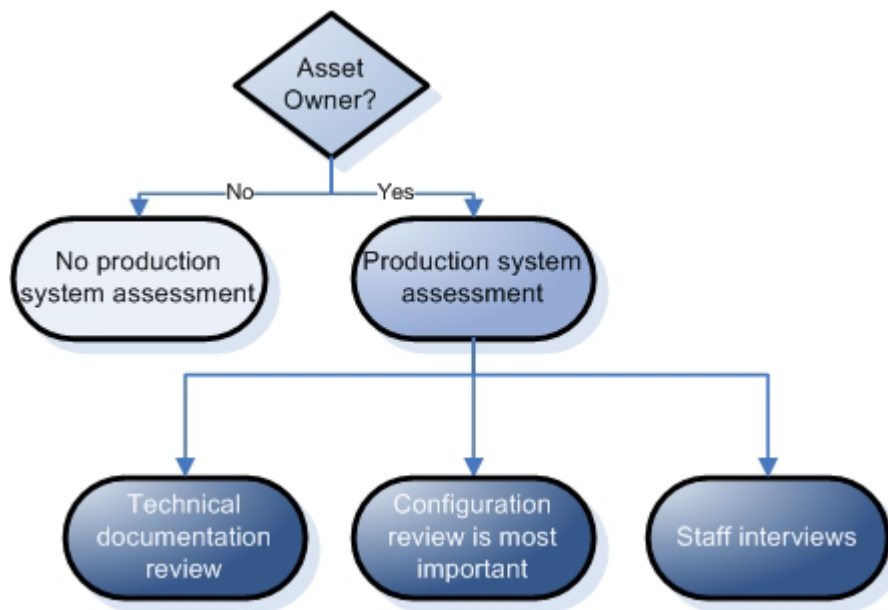 Asset
Owner?
No
Yes
No production
system assessment
Production system
assessment
Technical
documentation
review
Configuration
review is most
important
Staff interviews